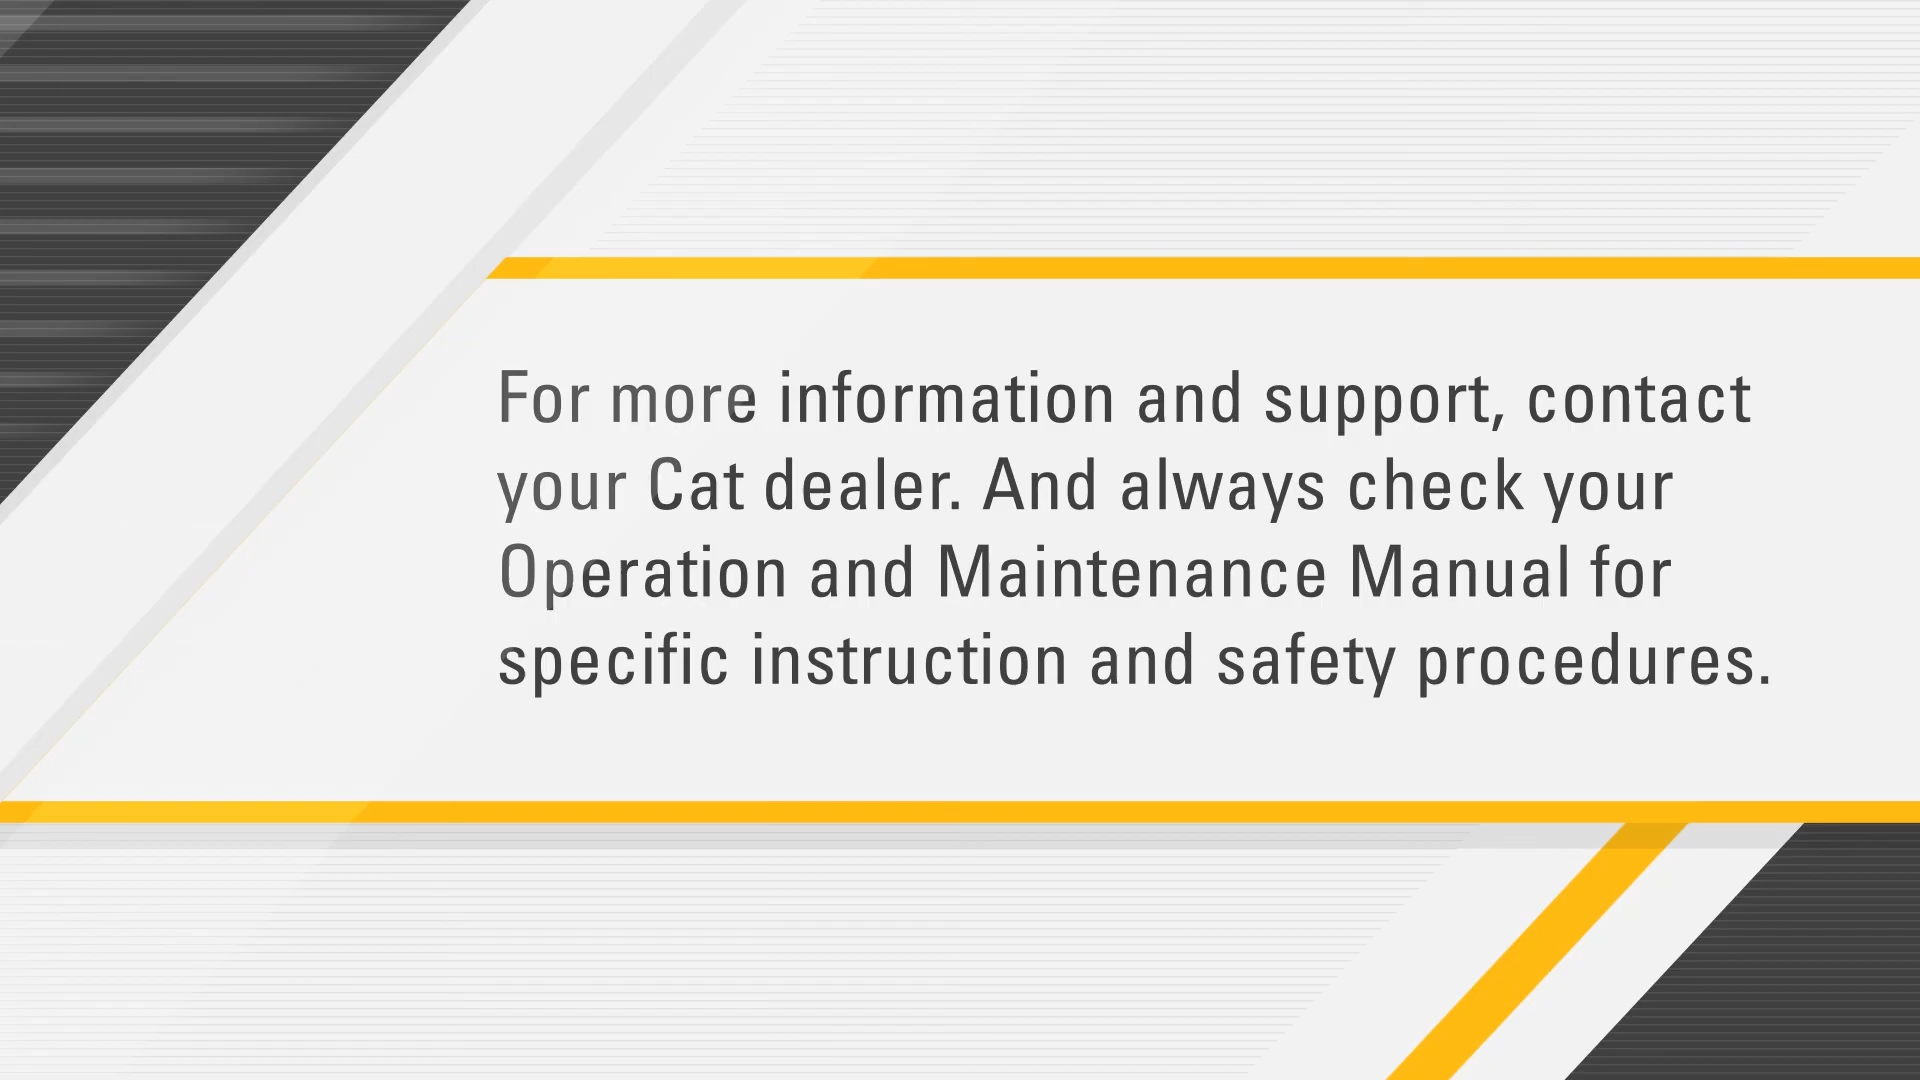 For more information and support, contact
your Cat dealer. And always check your
Operation and Maintenance Manual for
specific instruction and safety procedures.